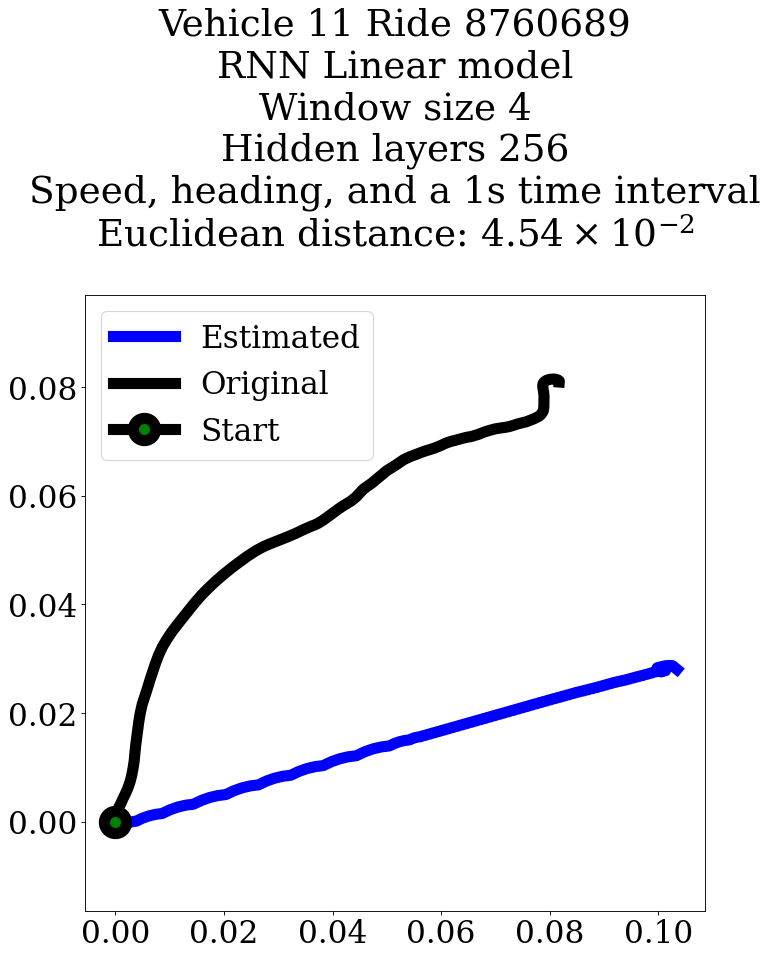 Vehicle 11 Ride 8760689
RNN Linear model
Window size 4
Hidden layers 256
Speed, heading, and a 1s time interval
Euclidean distance: 4.54 × 10⁻²
Estimated
Original
Start
0.08
0.06
0.04
0.02
0.00
0.00 0.02 0.04 0.06 0.08 0.10